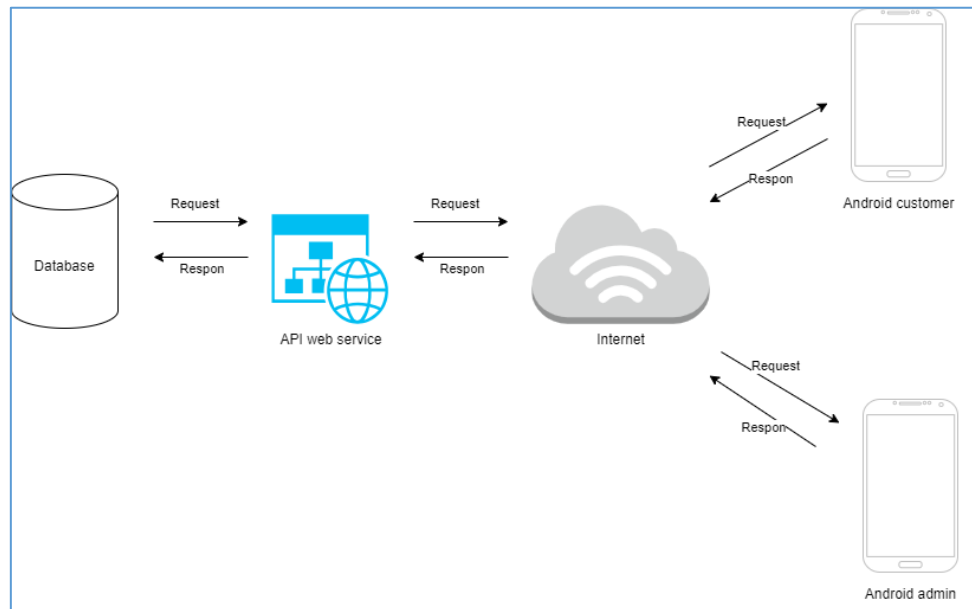 Request
Respon
Android customer
Request
Respon
Database
Request
Respon
API web service
Internet
Request
Respon
Android admin